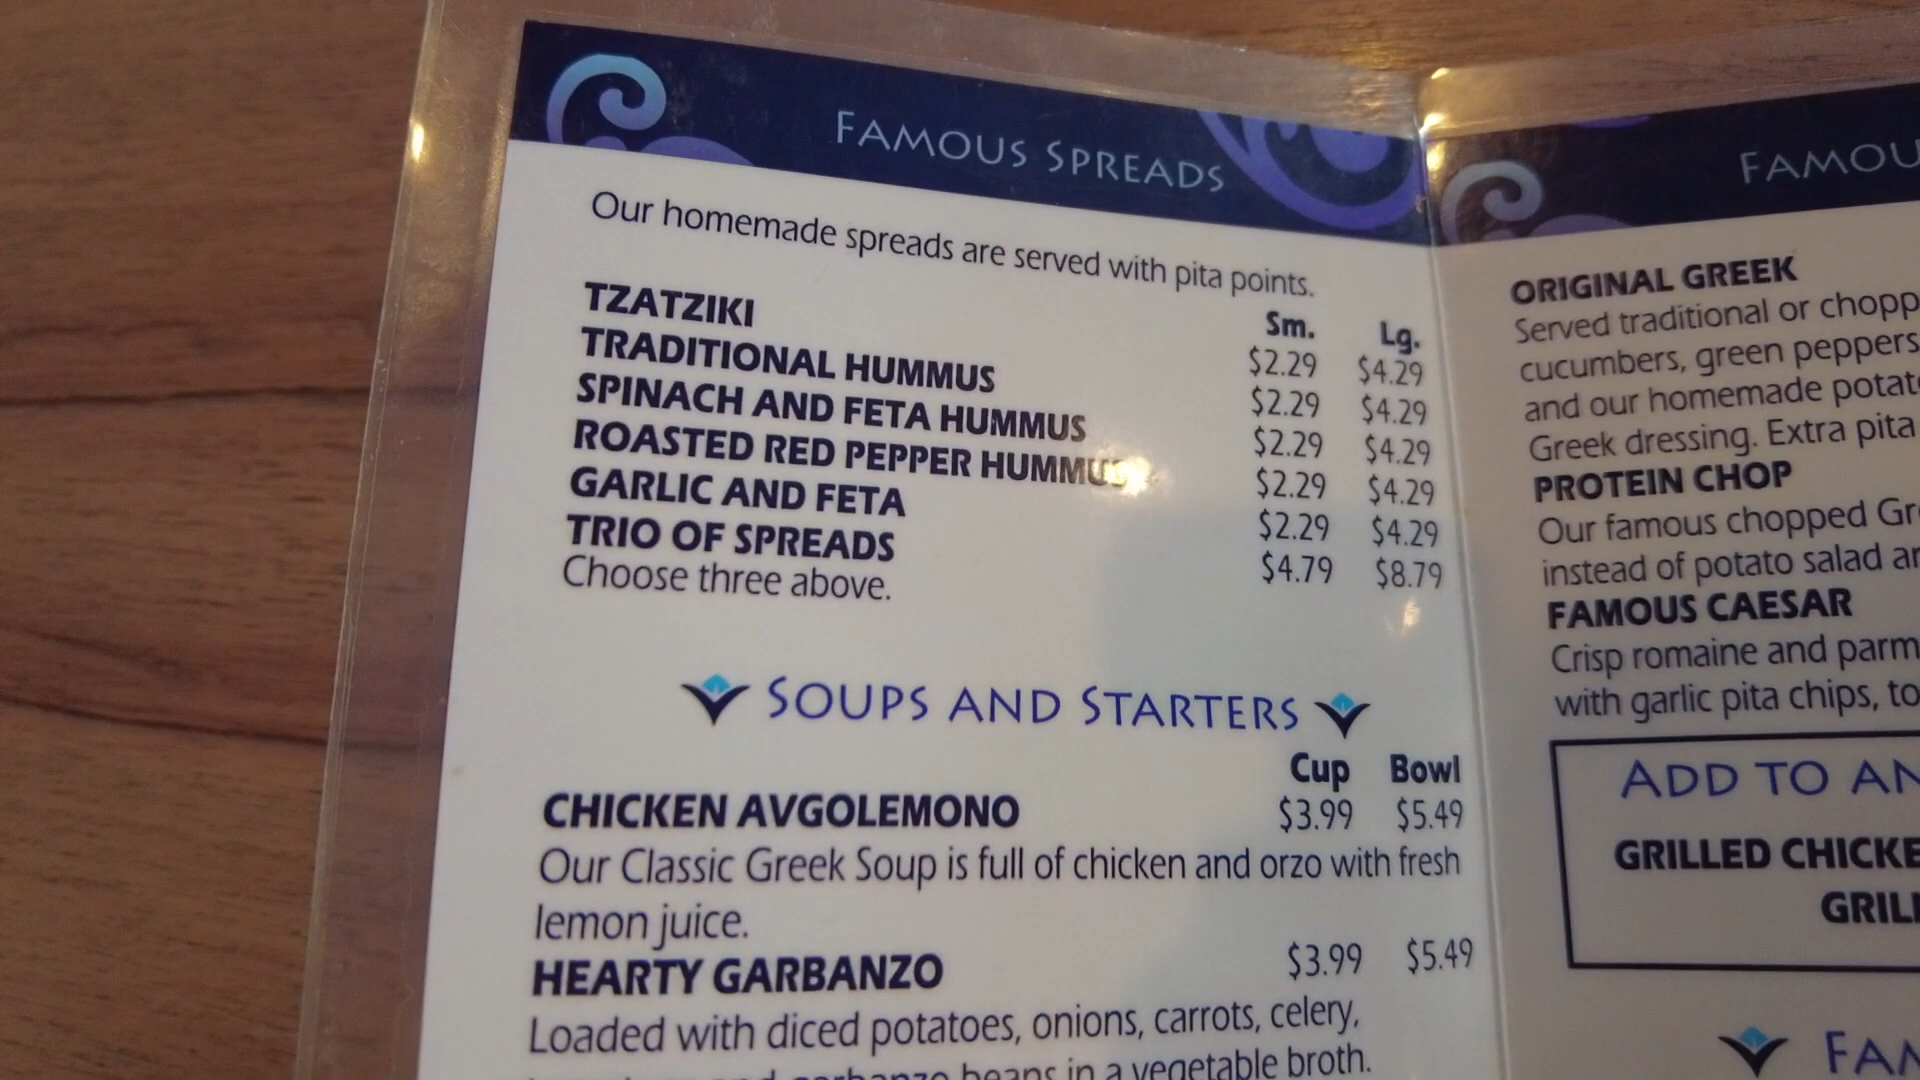 FAMOUS SPREADS
Our homemade spreads are served with pita points.
Sm. Lg.
TZATZIKI $2.29 $4.29
TRADITIONAL HUMMUS $2.29 $4.29
SPINACH AND FETA HUMMUS $2.29 $4.29
ROASTED RED PEPPER HUMMUS $2.29 $4.29
GARLIC AND FETA $2.29 $4.29
TRIO OF SPREADS $4.79 $8.79
Choose three above.
SOUPS AND STARTERS
Cup Bowl
CHICKEN AVGOLEMONO $3.99 $5.49
Our Classic Greek Soup is full of chicken and orzo with fresh
lemon juice.
HEARTY GARBANZO $3.99 $5.49
Loaded with diced potatoes, onions, carrots, celery,
garbanzo beans in a vegetable broth.
FAMOU
ORIGINAL GREEK
Served traditional or chopp
cucumbers, green peppers
and our homemade potat
Greek dressing. Extra pita
PROTEIN CHOP
Our famous chopped Gr
instead of potato salad ar
FAMOUS CAESAR
Crisp romaine and parm
with garlic pita chips, to
ADD TO AN
GRILLED CHICKE
GRILL
FAM